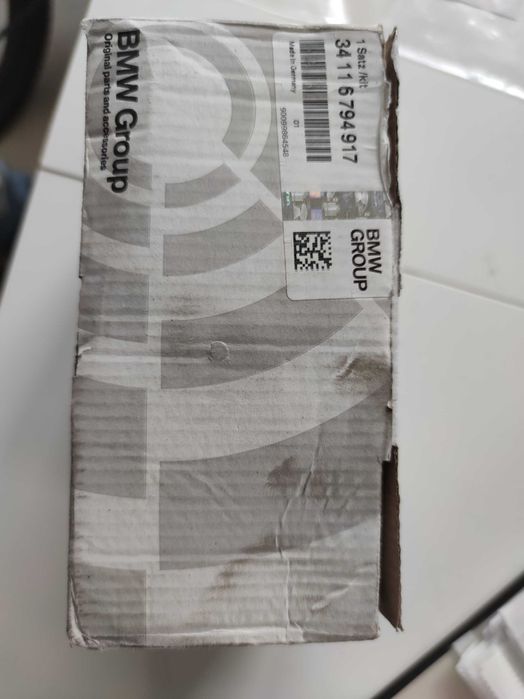 BMW Group
Original parts and accessories
1 Satz /kit
34 11 6 794 917
01
Made in Germany
BMW
GROUP